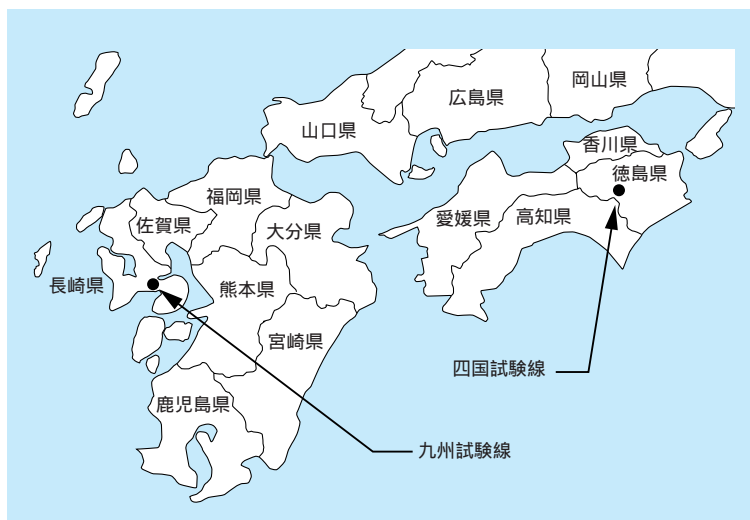 岡山県
広島県
山口県
香川県
徳島県
福岡県
佐賀県
大分県
愛媛県
高知県
長崎県
熊本県
宮崎県
四国試験線
鹿児島県
九州試験線